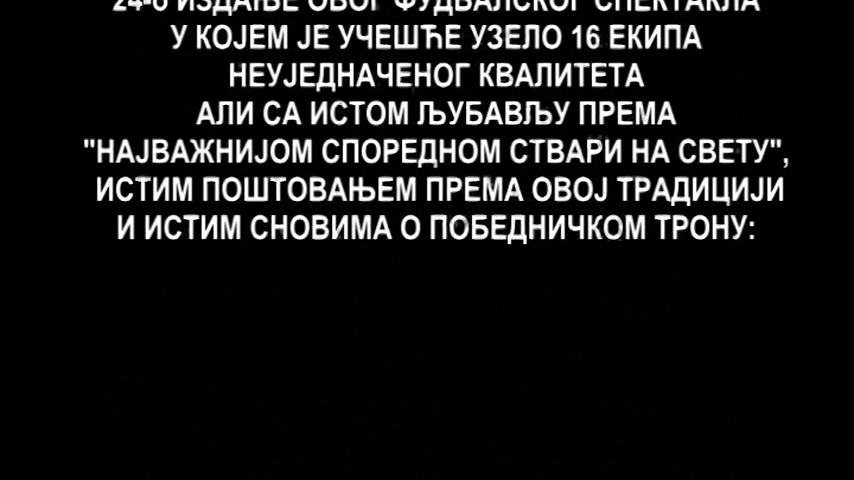 24-о ИЗДАЊЕ ОВОГ ФУДБАЛСКОГ СПЕКТАКЛА
У КОЈЕМ ЈЕ УЧЕШЋЕ УЗЕЛО 16 ЕКИПА
НЕУЈЕДНАЧЕНОГ КВАЛИТЕТА
АЛИ СА ИСТОМ ЉУБАВЉУ ПРЕМА
"НАЈВАЖНИЈОМ СПОРЕДНОМ СТВАРИ НА СВЕТУ",
ИСТИМ ПОШТОВАЊЕМ ПРЕМА ОВОЈ ТРАДИЦИЈИ
И ИСТИМ СНОВИМА О ПОБЕДНИЧКОМ ТРОНУ: